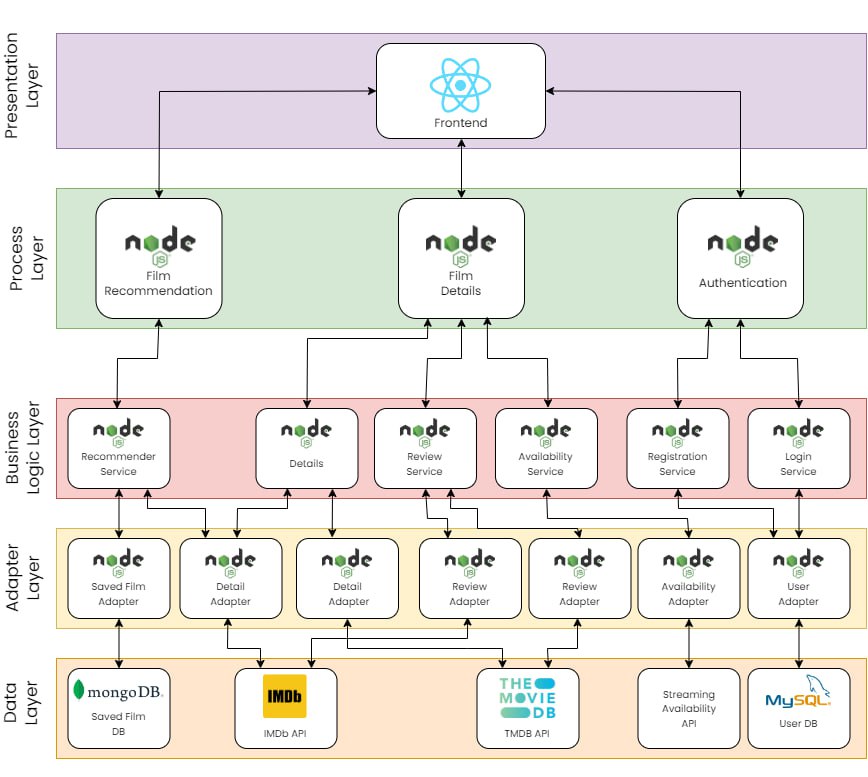 Presentation
Layer
Frontend
Process
Layer
node
JS
Film
Recommendation
node
JS
Film
Details
node
JS
Authentication
Business
Logic Layer
node
JS
Recommender
Service
node
JS
Details
node
JS
Review
Service
node
JS
Availability
Service
node
JS
Registration
Service
node
JS
Login
Service
Adapter
Layer
node
JS
Saved Film
Adapter
node
JS
Detail
Adapter
node
JS
Detail
Adapter
node
JS
Review
Adapter
node
JS
Review
Adapter
node
JS
Availability
Adapter
node
JS
User
Adapter
Data
Layer
mongoDB.
Saved Film
DB
IMDb
IMDb API
THE
MOVIE
DB
TMDB API
Streaming
Availability
API
MySQL
User DB